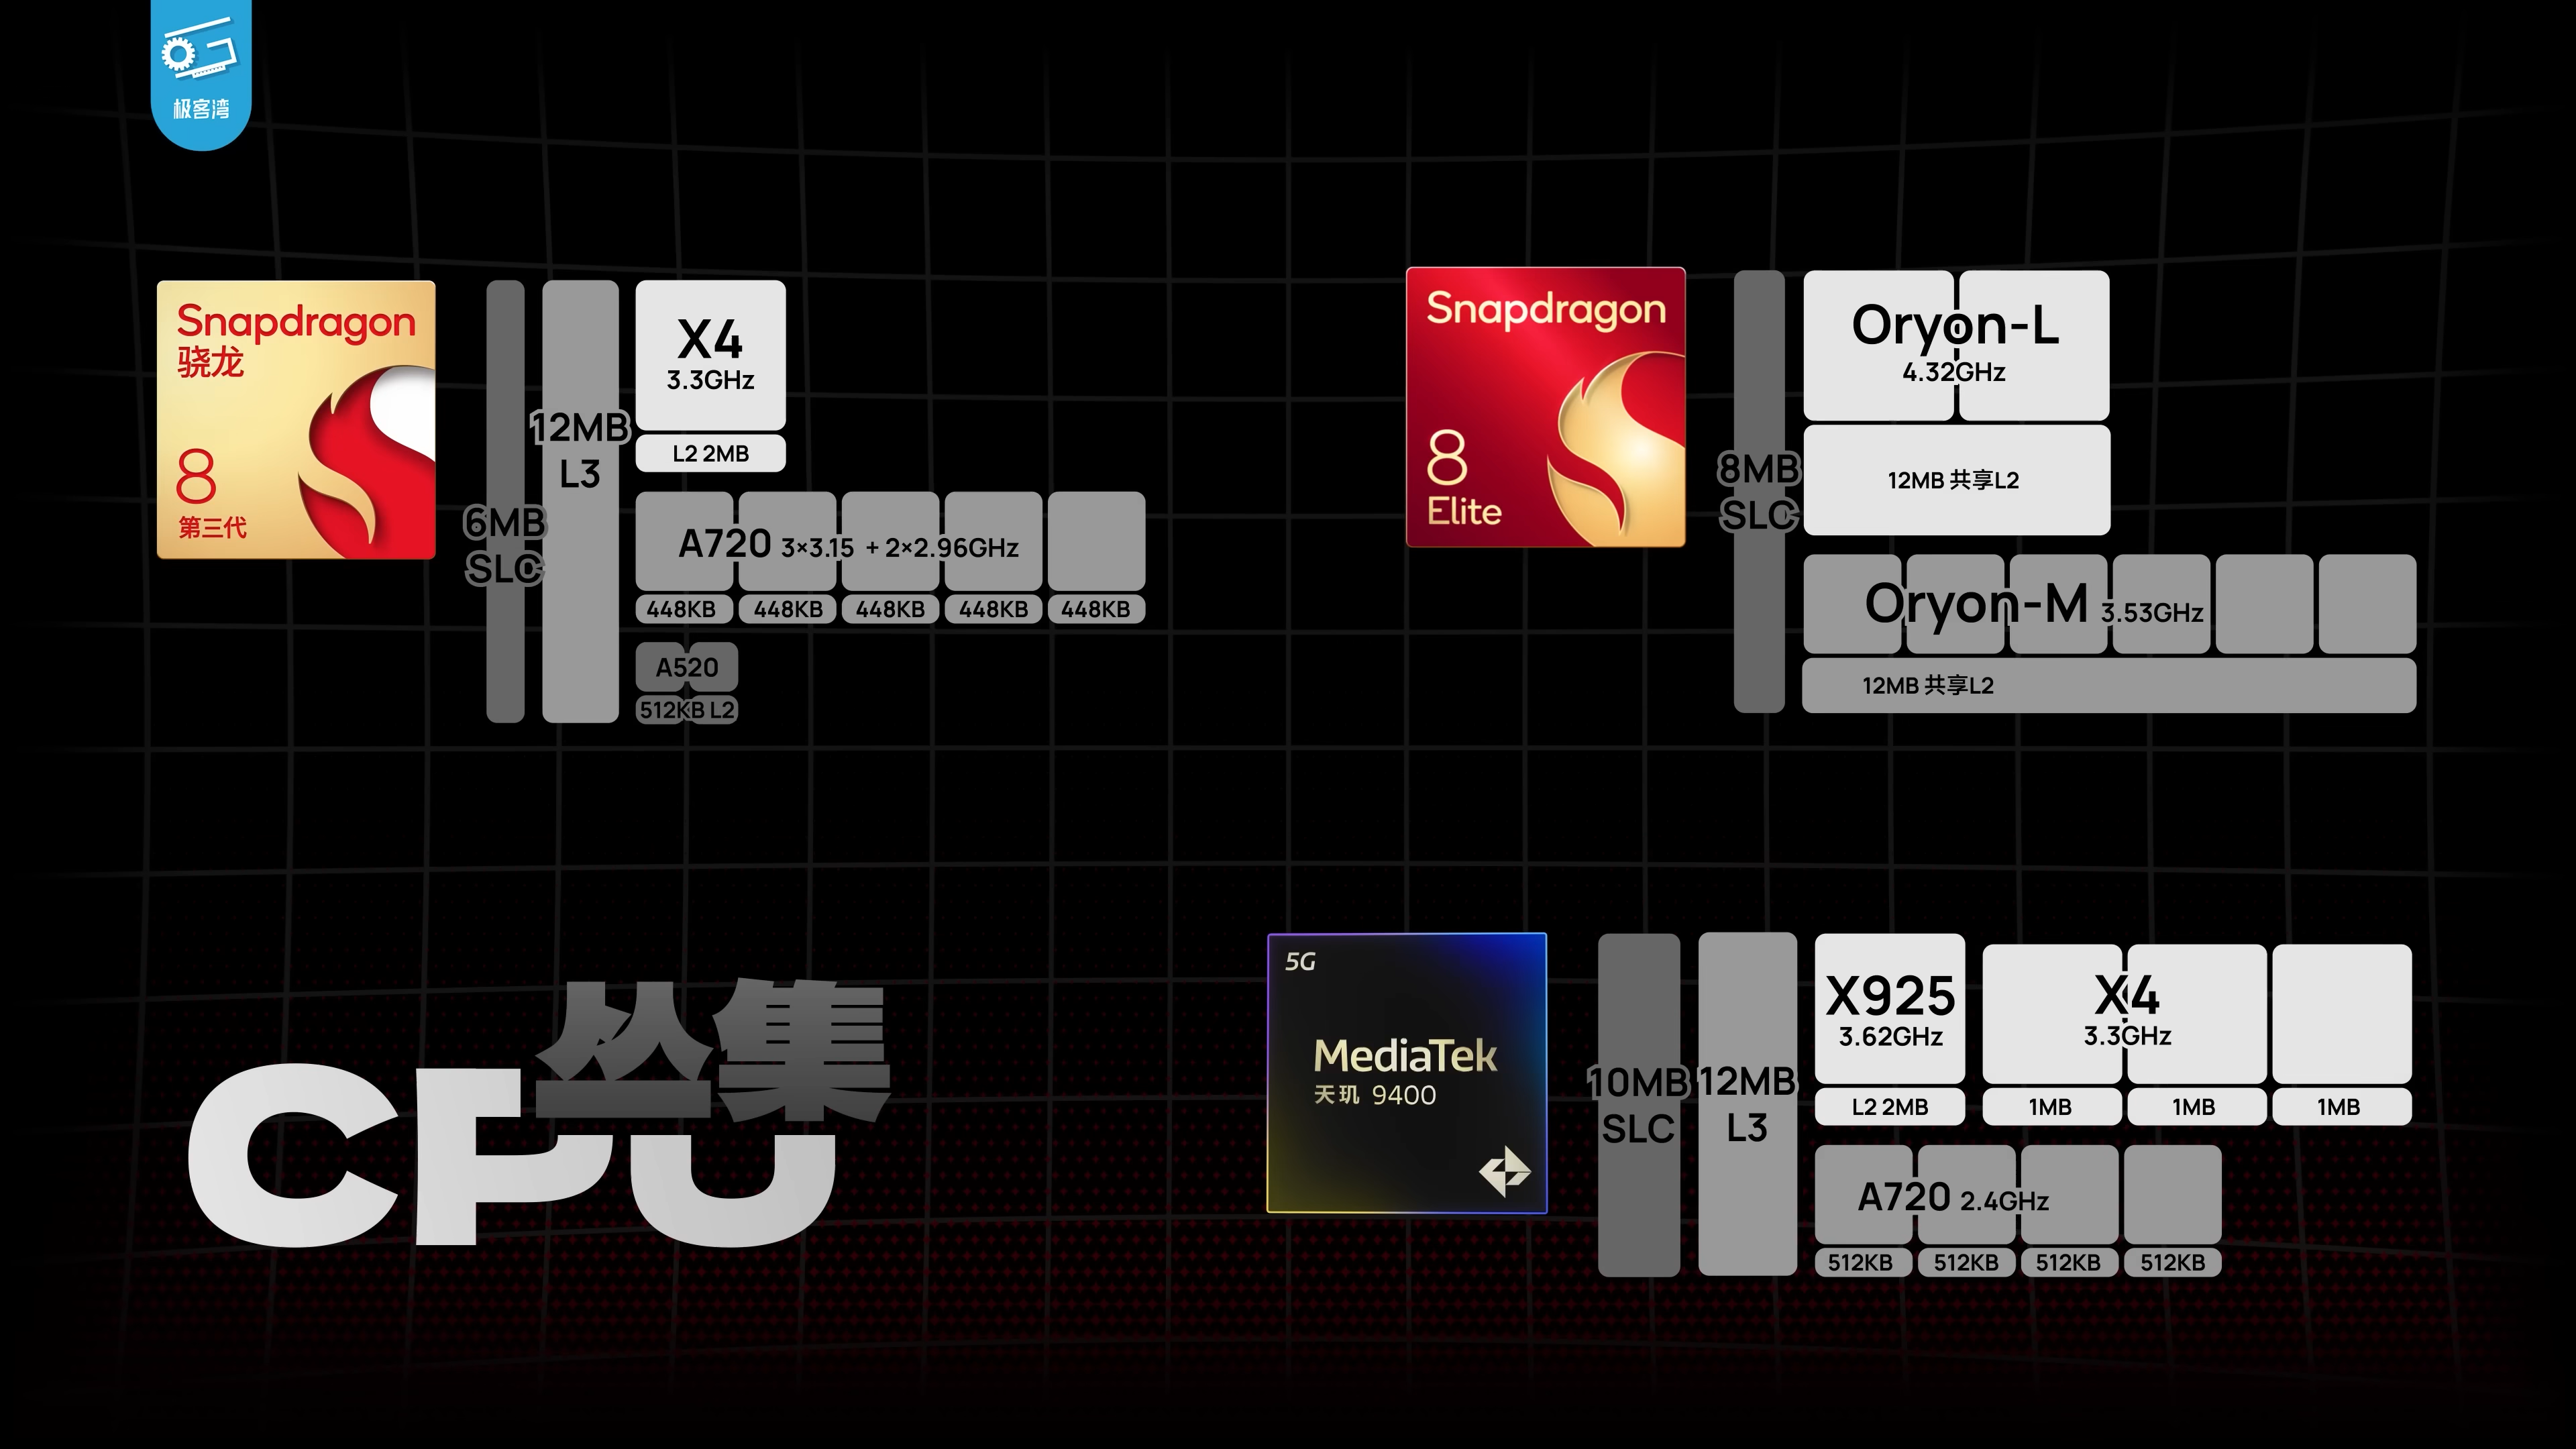 极客湾
Snapdragon
骁龙
8
第三代
6MB
SLC
12MB
L3
X4
3.3GHz
L2 2MB
A720 3×3.15 + 2×2.96GHz
448KB 448KB 448KB 448KB 448KB
A520
512KB L2
Snapdragon
8
Elite
8MB
SLC
Oryon-L
4.32GHz
12MB 共享L2
Oryon-M 3.53GHz
12MB 共享L2
CPU
丛集
5G
MediaTek
天玑 9400
10MB
SLC
12MB
L3
X925
3.62GHz
L2 2MB
X4
3.3GHz
1MB 1MB 1MB
A720 2.4GHz
512KB 512KB 512KB 512KB